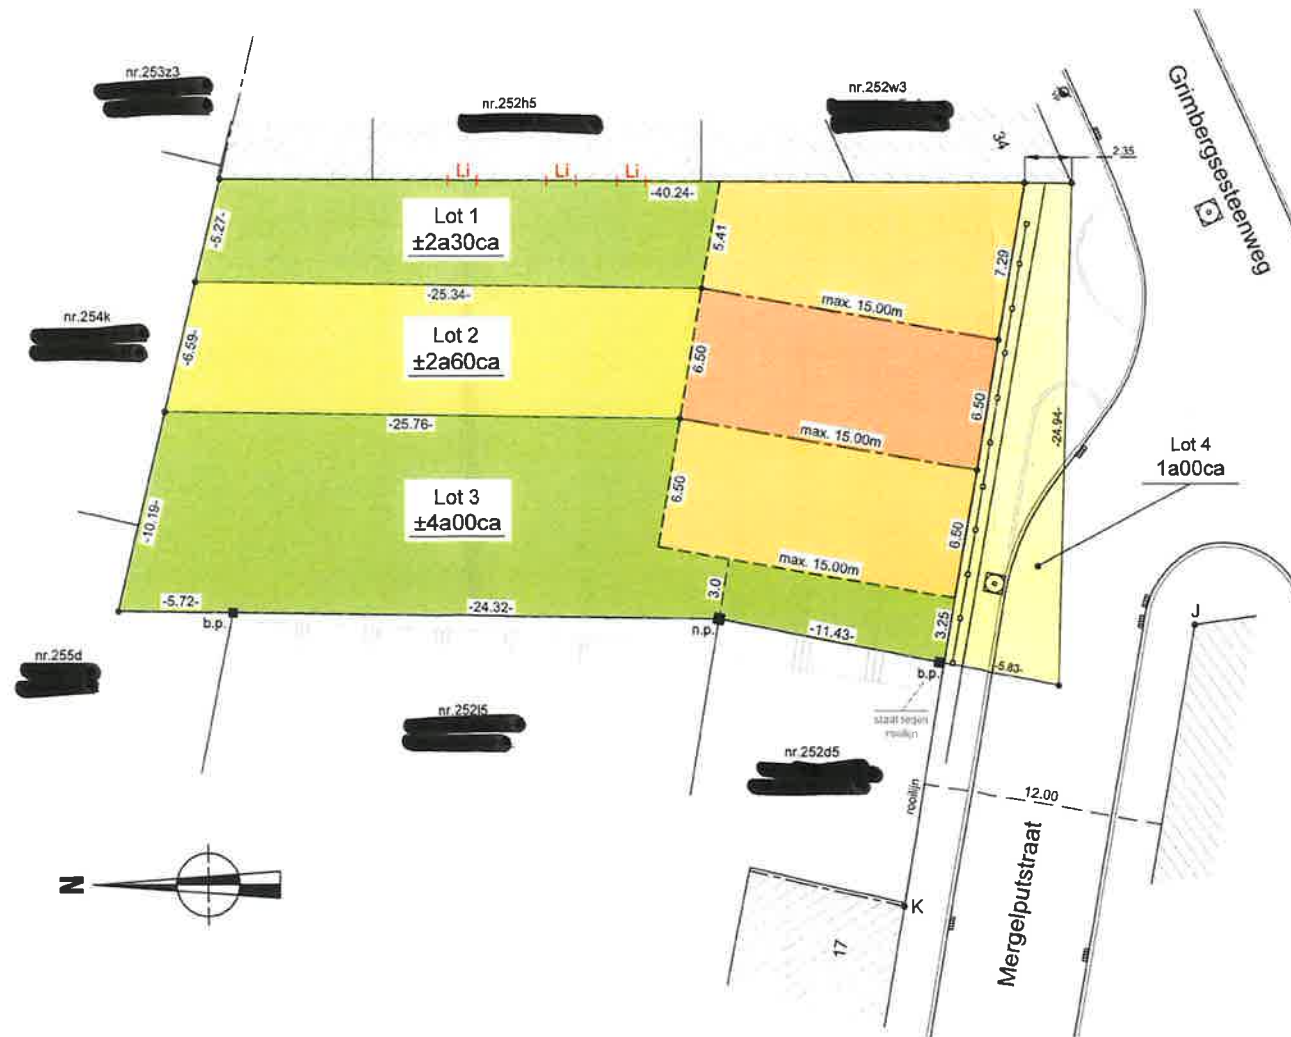 nr.253z3
nr.252h5
nr.252w3
34
Grimbergsesteenweg
2.35
Li
Li
Li
-40.24-
Lot 1
±2a30ca
-5.27-
5.41
7.29
-25.34-
max. 15.00m
nr.254k
Lot 2
±2a60ca
-6.59-
6.50
6.50
-25.76-
max. 15.00m
-24.94-
Lot 4
1a00ca
Lot 3
±4a00ca
-10.19-
6.50
6.50
max. 15.00m
3.0
3.25
-5.72-
-24.32-
-11.43-
-5.83-
b.p.
n.p.
b.p.
J
nr.255d
nr.252l5
staat tegen
rooilijn
nr.252d5
rooilijn
12.00
Mergelputstraat
N
K
17